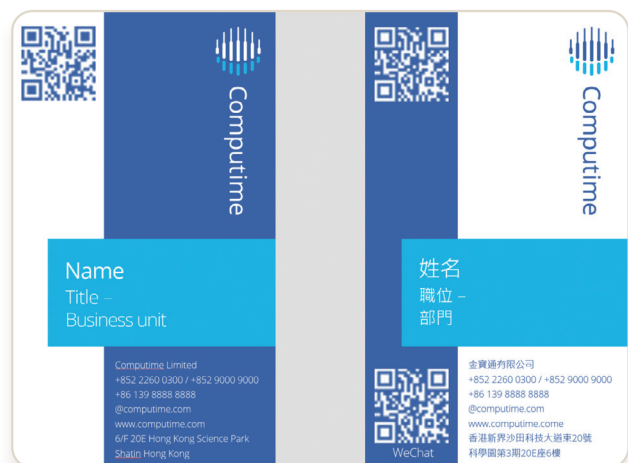 Computime
Name
Title –
Business unit
Computime Limited
+852 2260 0300 / +852 9000 9000
+86 139 8888 8888
@computime.com
www.computime.com
6/F 20E Hong Kong Science Park
Shatin Hong Kong
Computime
姓名
職位 –
部門
WeChat
金寶通有限公司
+852 2260 0300 / +852 9000 9000
+86 139 8888 8888
@computime.com
www.computime.come
香港新界沙田科技大道東20號
科學園第3期20E座6樓